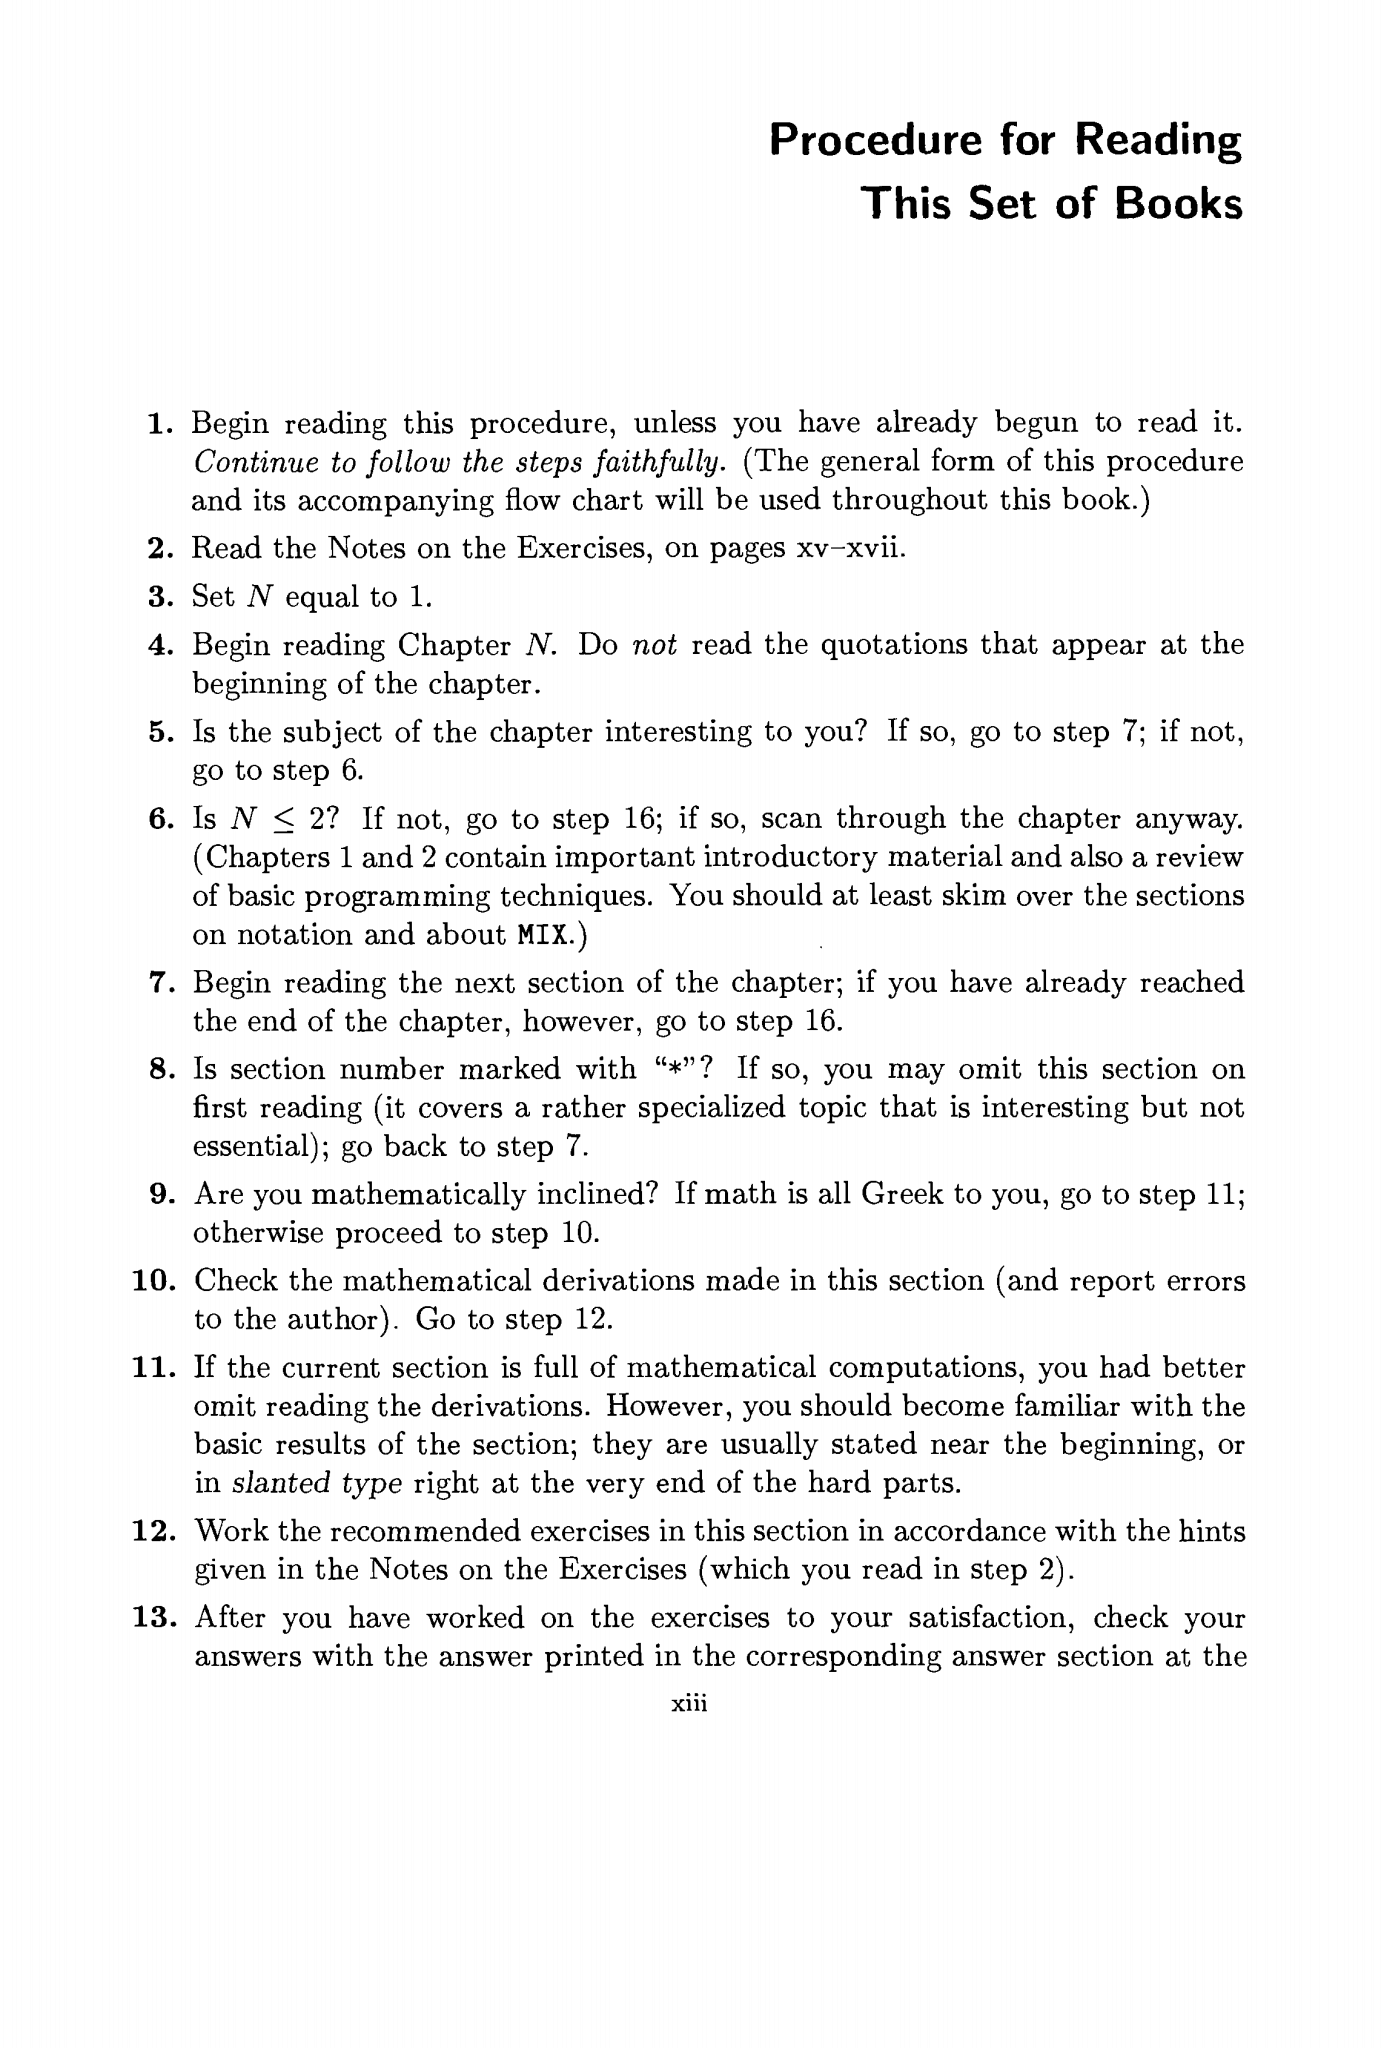 Procedure for Reading
This Set of Books
1. Begin reading this procedure, unless you have already begun to read it.
Continue to follow the steps faithfully. (The general form of this procedure
and its accompanying flow chart will be used throughout this book.)
2. Read the Notes on the Exercises, on pages xv–xvii.
3. Set N equal to 1.
4. Begin reading Chapter N. Do not read the quotations that appear at the
beginning of the chapter.
5. Is the subject of the chapter interesting to you? If so, go to step 7; if not,
go to step 6.
6. Is N ≤ 2? If not, go to step 16; if so, scan through the chapter anyway.
(Chapters 1 and 2 contain important introductory material and also a review
of basic programming techniques. You should at least skim over the sections
on notation and about MIX.)
7. Begin reading the next section of the chapter; if you have already reached
the end of the chapter, however, go to step 16.
8. Is section number marked with “*”? If so, you may omit this section on
first reading (it covers a rather specialized topic that is interesting but not
essential); go back to step 7.
9. Are you mathematically inclined? If math is all Greek to you, go to step 11;
otherwise proceed to step 10.
10. Check the mathematical derivations made in this section (and report errors
to the author). Go to step 12.
11. If the current section is full of mathematical computations, you had better
omit reading the derivations. However, you should become familiar with the
basic results of the section; they are usually stated near the beginning, or
in slanted type right at the very end of the hard parts.
12. Work the recommended exercises in this section in accordance with the hints
given in the Notes on the Exercises (which you read in step 2).
13. After you have worked on the exercises to your satisfaction, check your
answers with the answer printed in the corresponding answer section at the
xiii